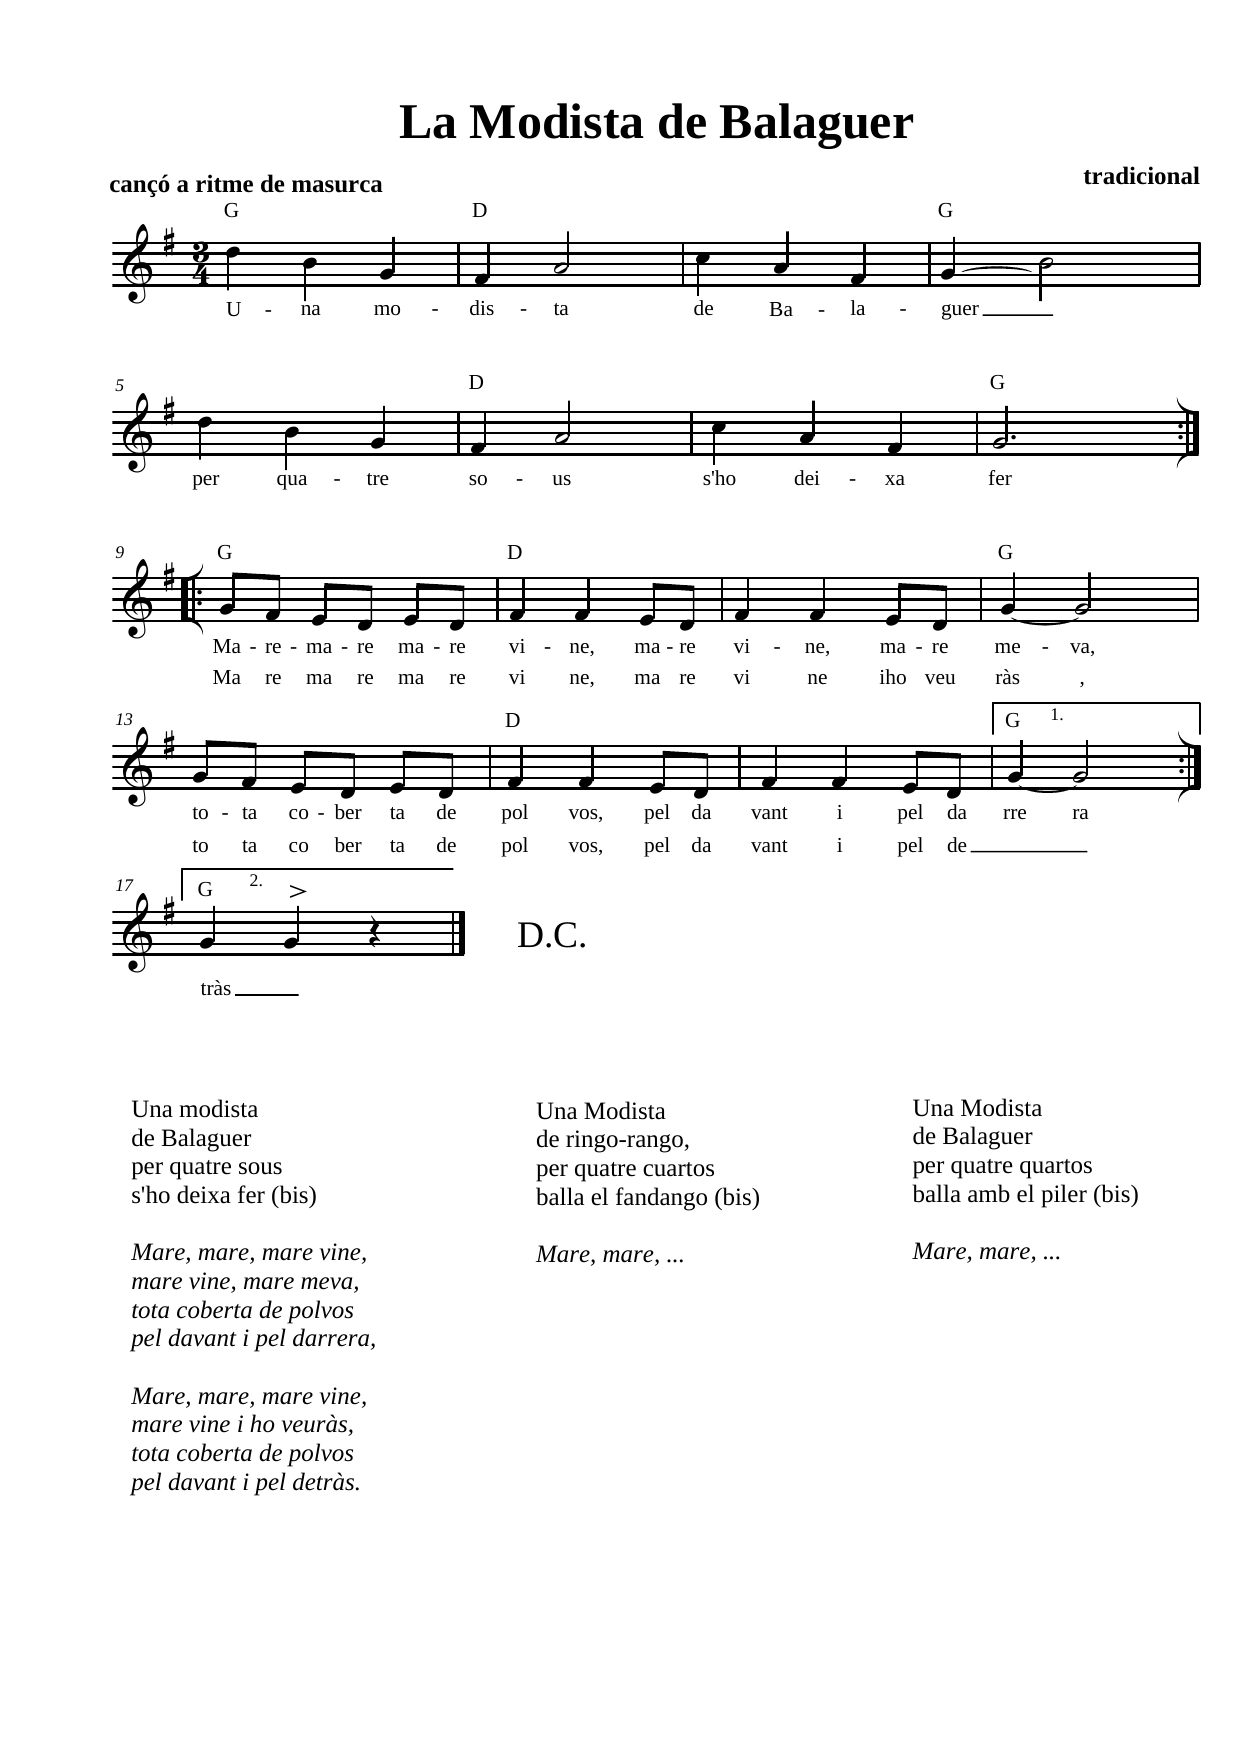 La Modista de Balaguer
cançó a ritme de masurca
tradicional
G D G
3
4
U - na mo - dis - ta de Ba - la - guer
5
D G
per qua - tre so - us s'ho dei - xa fer
9
G D G
Ma - re - ma - re ma - re vi - ne, ma - re vi - ne, ma - re me - va,
Ma re ma re ma re vi ne, ma re vi ne iho veu ràs ,
13
D G 1.
to - ta co - ber ta de pol vos, pel da vant i pel da rre ra
to ta co ber ta de pol vos, pel da vant i pel de
17
G 2.
D.C.
tràs
Una modista
de Balaguer
per quatre sous
s'ho deixa fer (bis)
Mare, mare, mare vine,
mare vine, mare meva,
tota coberta de polvos
pel davant i pel darrera,
Mare, mare, mare vine,
mare vine i ho veuràs,
tota coberta de polvos
pel davant i pel detràs.
Una Modista
de ringo-rango,
per quatre cuartos
balla el fandango (bis)
Mare, mare, ...
Una Modista
de Balaguer
per quatre quartos
balla amb el piler (bis)
Mare, mare, ...